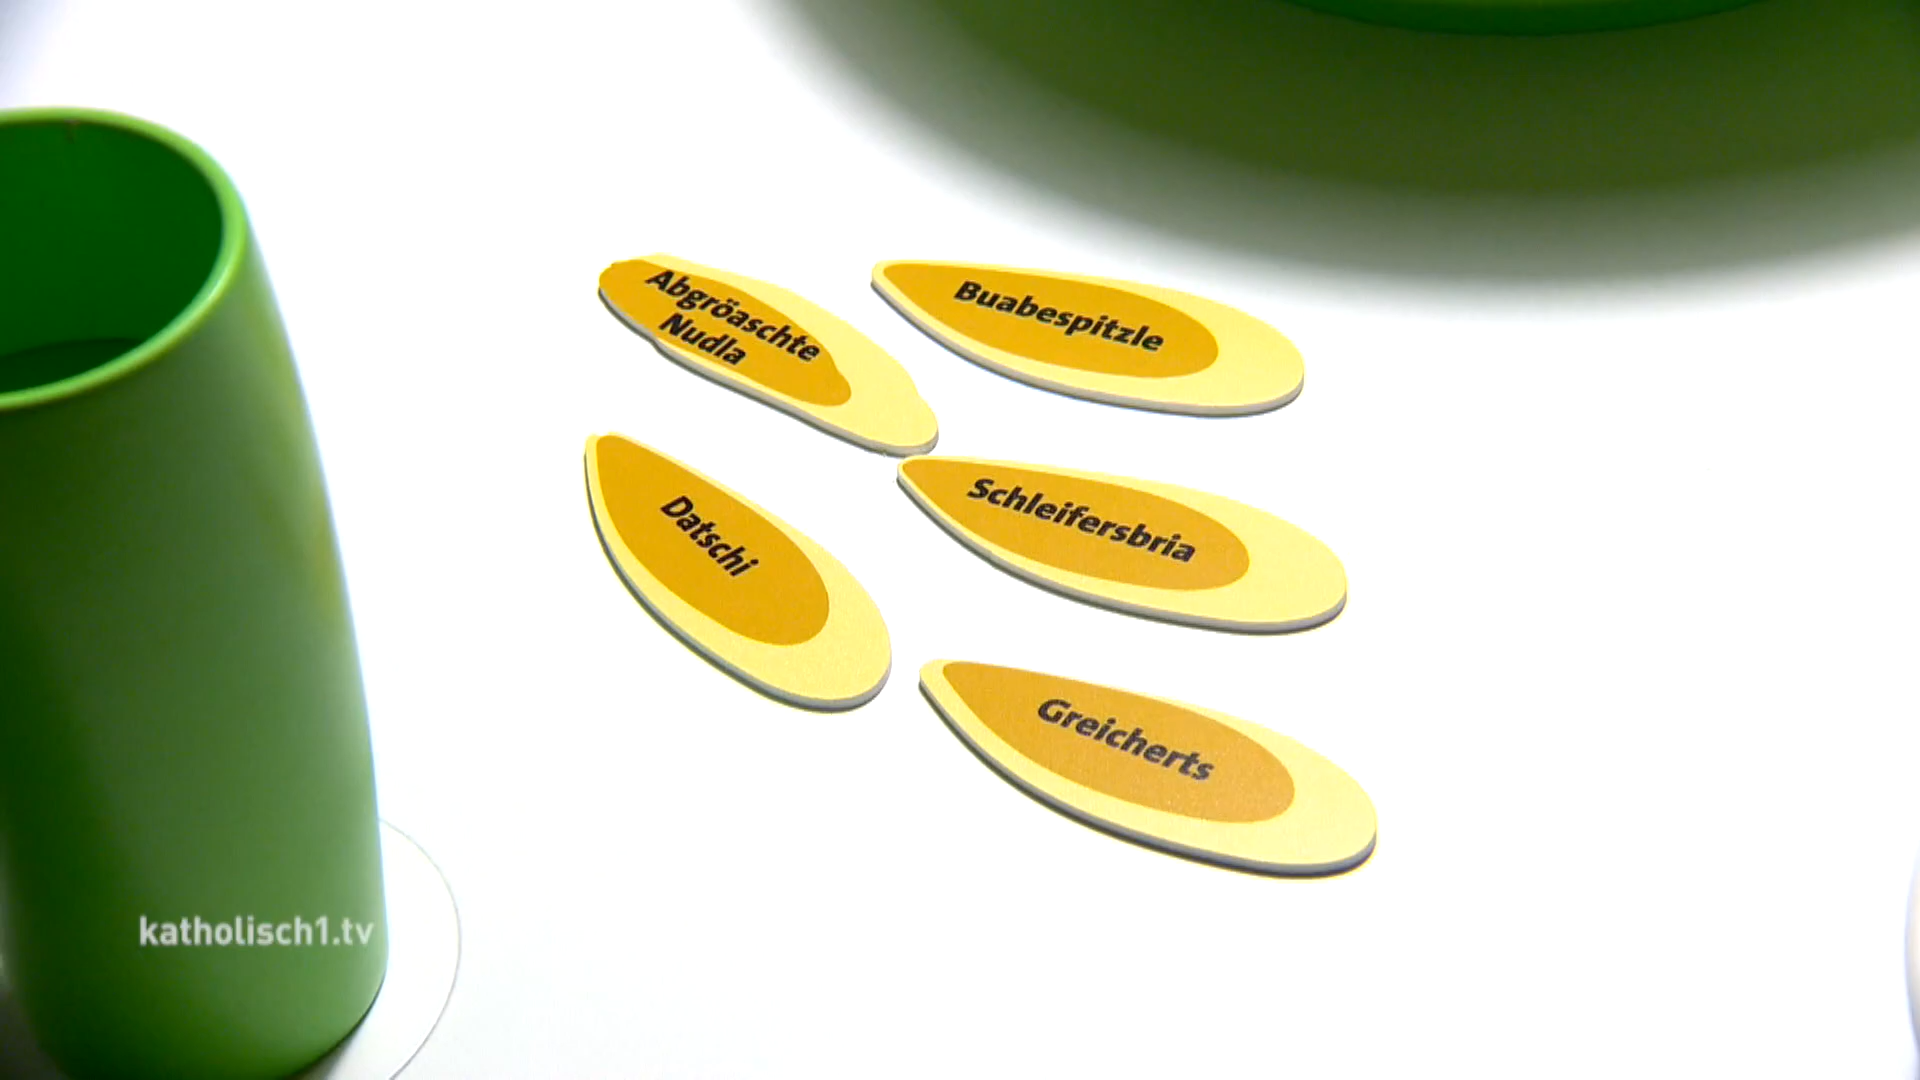 Abgröaschte
Nudla
Buabespitzle
Datschi
Schleifersbria
Greicherts
katholisch1.tv